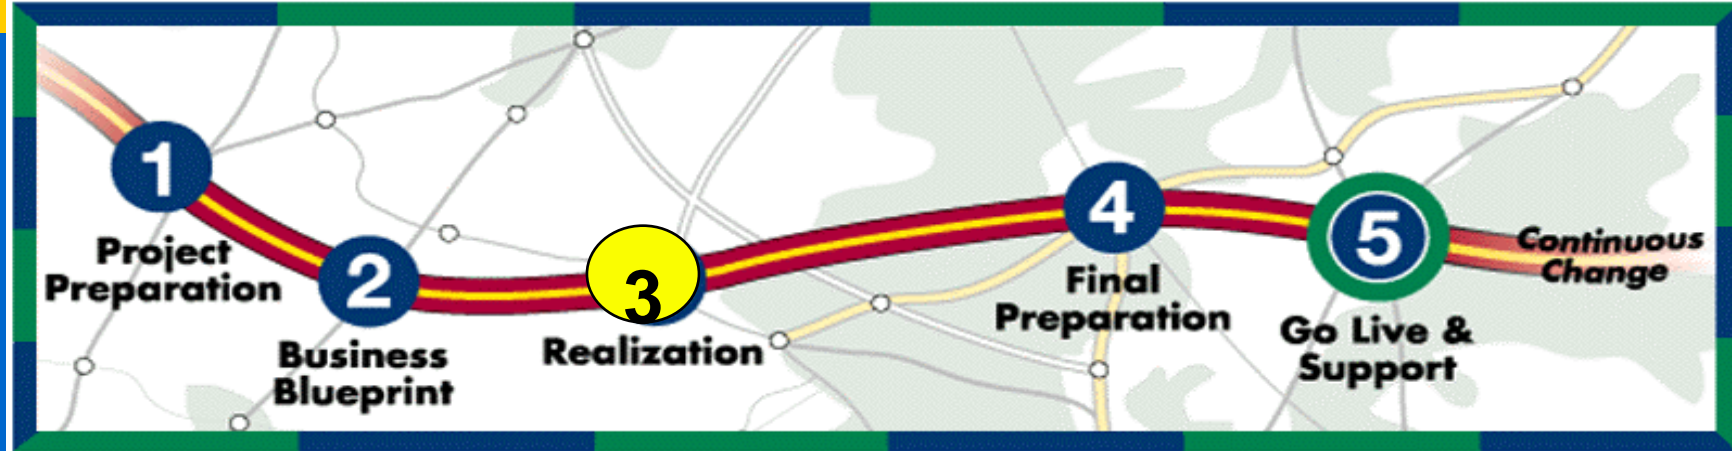 1
Project
Preparation
2
Business
Blueprint
3
Realization
4
Final
Preparation
5
Go Live &
Support
Continuous
Change